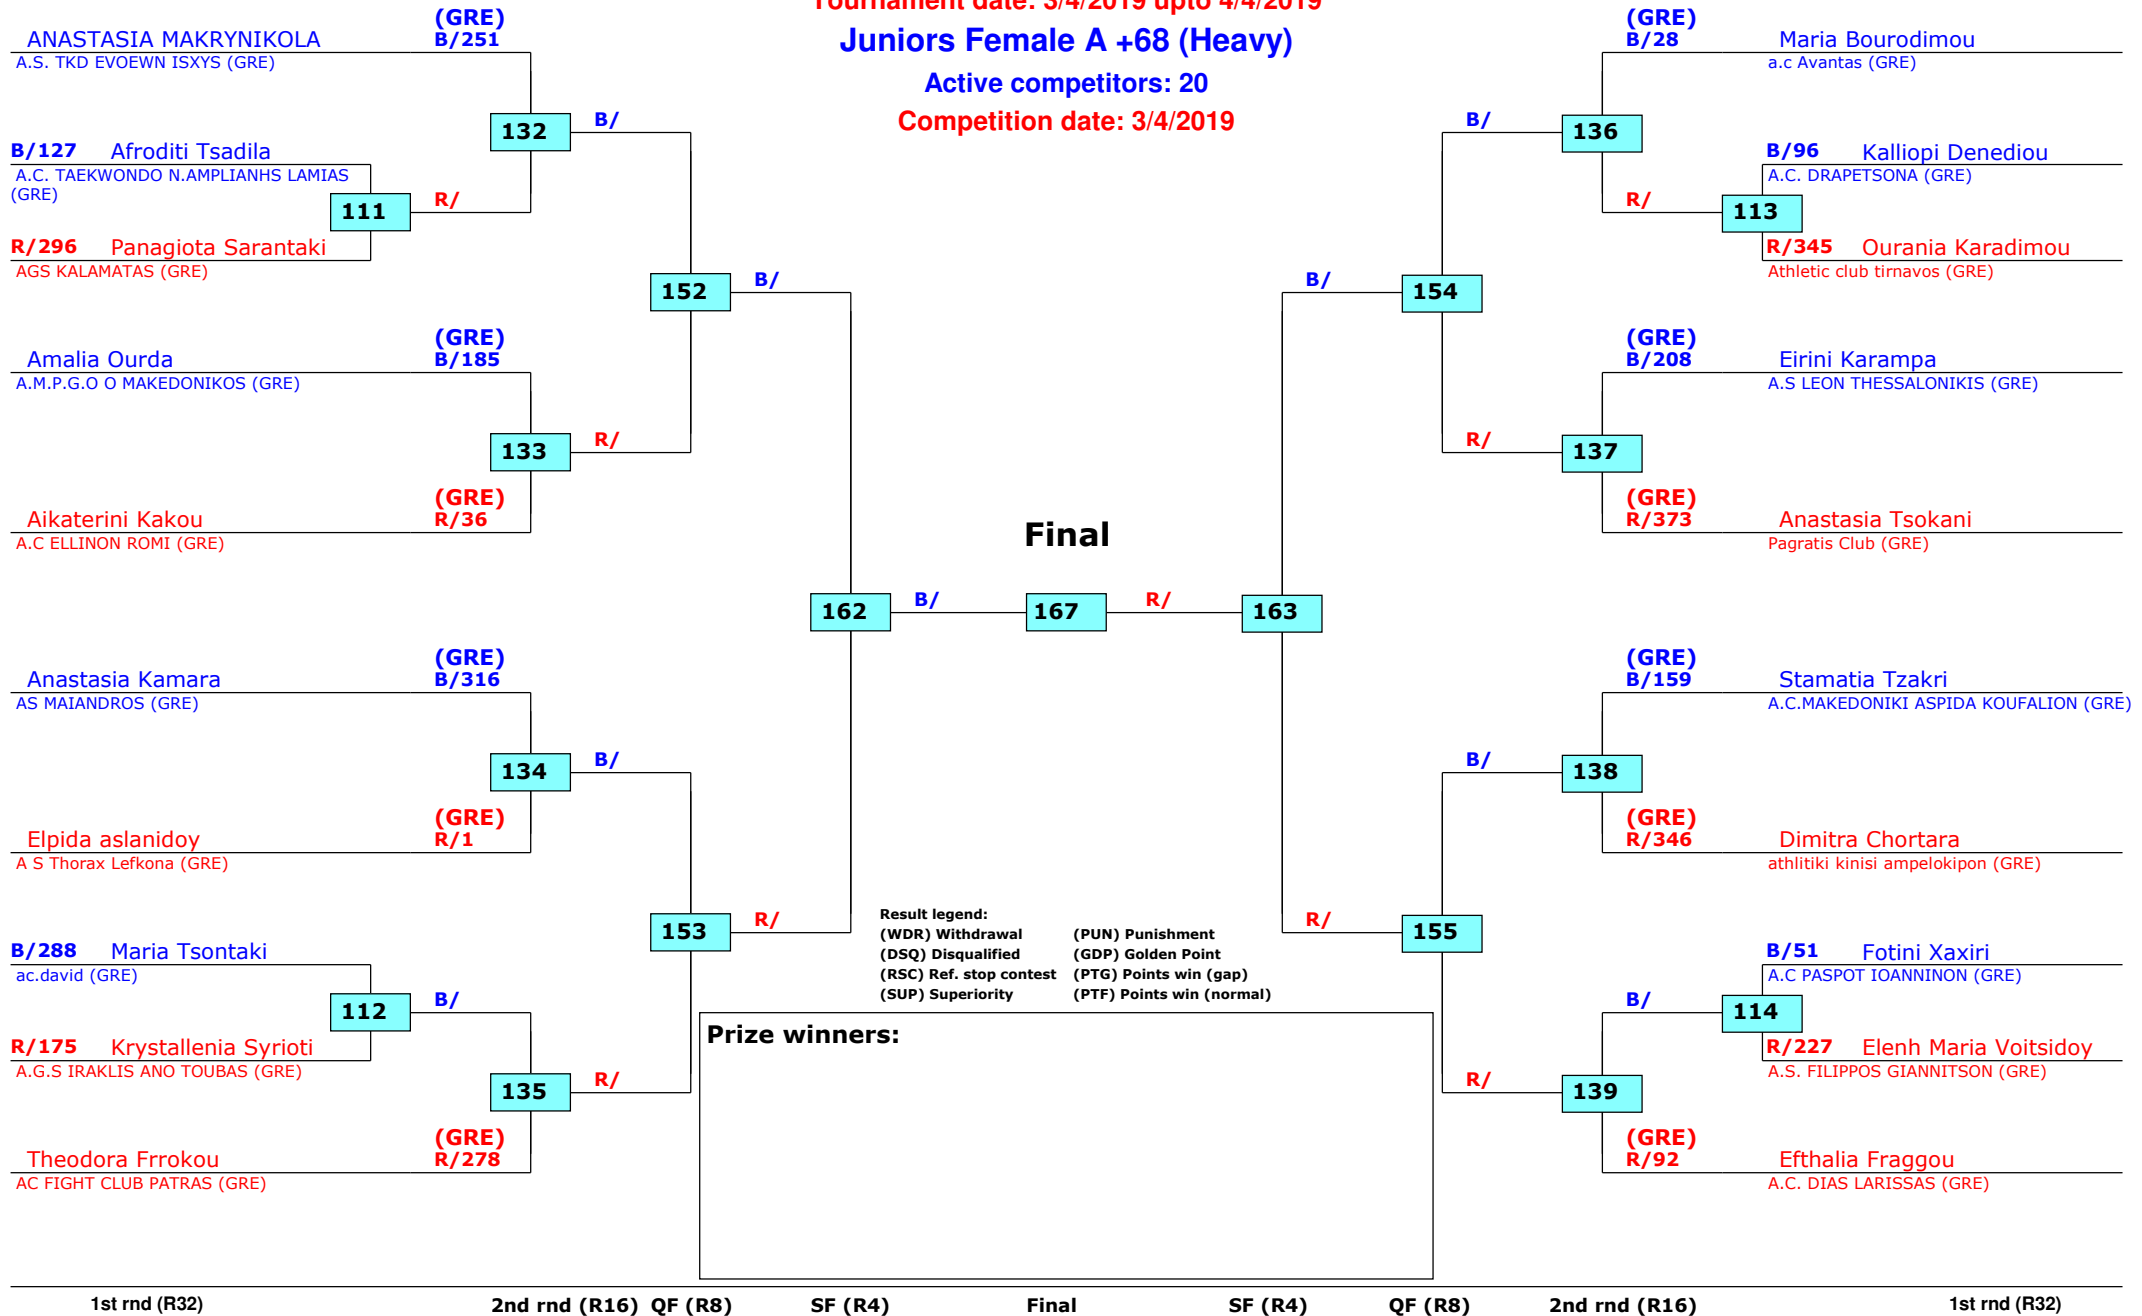 Tournament date: 3/4/2019 upto 4/4/2019
Juniors Female A +68 (Heavy)
Active competitors: 20
Competition date: 3/4/2019
(GRE)
ANASTASIA MAKRYNIKOLA B/251
A.S. TKD EVOEWN ISXYS (GRE)
132 B/
B/127 Afroditi Tsadila
A.C. TAEKWONDO N.AMPLIANHS LAMIAS
(GRE)
111 R/
R/296 Panagiota Sarantaki
AGS KALAMATAS (GRE)
152 B/
(GRE)
Amalia Ourda B/185
A.M.P.G.O O MAKEDONIKOS (GRE)
133 R/
(GRE)
Aikaterini Kakou R/36
A.C ELLINON ROMI (GRE)
Final
162 B/ 167 R/ 163
(GRE)
Anastasia Kamara B/316
AS MAIANDROS (GRE)
134 B/
(GRE)
Elpida aslanidoy R/1
A S Thorax Lefkona (GRE)
153 R/
B/288 Maria Tsontaki
ac.david (GRE)
112 B/
R/175 Krystallenia Syrioti
A.G.S IRAKLIS ANO TOUBAS (GRE)
135 R/
(GRE)
Theodora Frrokou R/278
AC FIGHT CLUB PATRAS (GRE)
(GRE)
B/28 Maria Bourodimou
a.c Avantas (GRE)
B/ 136
B/96 Kalliopi Denediou
A.C. DRAPETSONA (GRE)
R/ 113
R/345 Ourania Karadimou
Athletic club tirnavos (GRE)
B/ 154
(GRE)
B/208 Eirini Karampa
A.S LEON THESSALONIKIS (GRE)
R/ 137
(GRE)
R/373 Anastasia Tsokani
Pagratis Club (GRE)
(GRE)
B/159 Stamatia Tzakri
A.C.MAKEDONIKI ASPIDA KOUFALION (GRE)
B/ 138
(GRE)
R/346 Dimitra Chortara
athlitiki kinisi ampelokipon (GRE)
R/ 155
B/51 Fotini Xaxiri
A.C PASPOT IOANNINON (GRE)
B/ 114
R/227 Elenh Maria Voitsidoy
A.S. FILIPPOS GIANNITSON (GRE)
R/ 139
(GRE)
R/92 Efthalia Fraggou
A.C. DIAS LARISSAS (GRE)
Result legend:
(WDR) Withdrawal (PUN) Punishment
(DSQ) Disqualified (GDP) Golden Point
(RSC) Ref. stop contest (PTG) Points win (gap)
(SUP) Superiority (PTF) Points win (normal)
Prize winners:
1st rnd (R32) 2nd rnd (R16) QF (R8) SF (R4) Final SF (R4) QF (R8) 2nd rnd (R16) 1st rnd (R32)